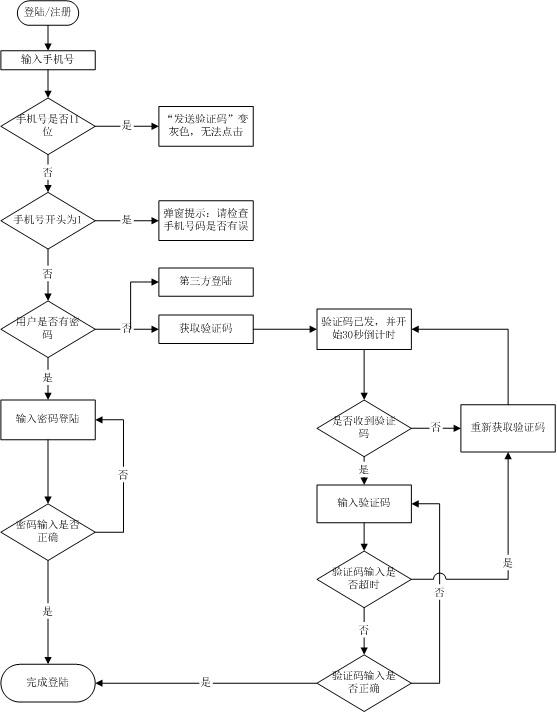 登陆/注册
输入手机号
手机号是否11
位
是
“发送验证码”变
灰色，无法点击
否
手机号开头为1
是
弹窗提示：请检查
手机号码是否有误
否
第三方登陆
用户是否有密
码
否
获取验证码
验证码已发，并开
始30秒倒计时
是
输入密码登陆
是否收到验证
码
否
重新获取验证码
否
是
输入验证码
密码输入是否
正确
验证码输入是
否超时
是
否
是
否
验证码输入是
否正确
是
完成登陆